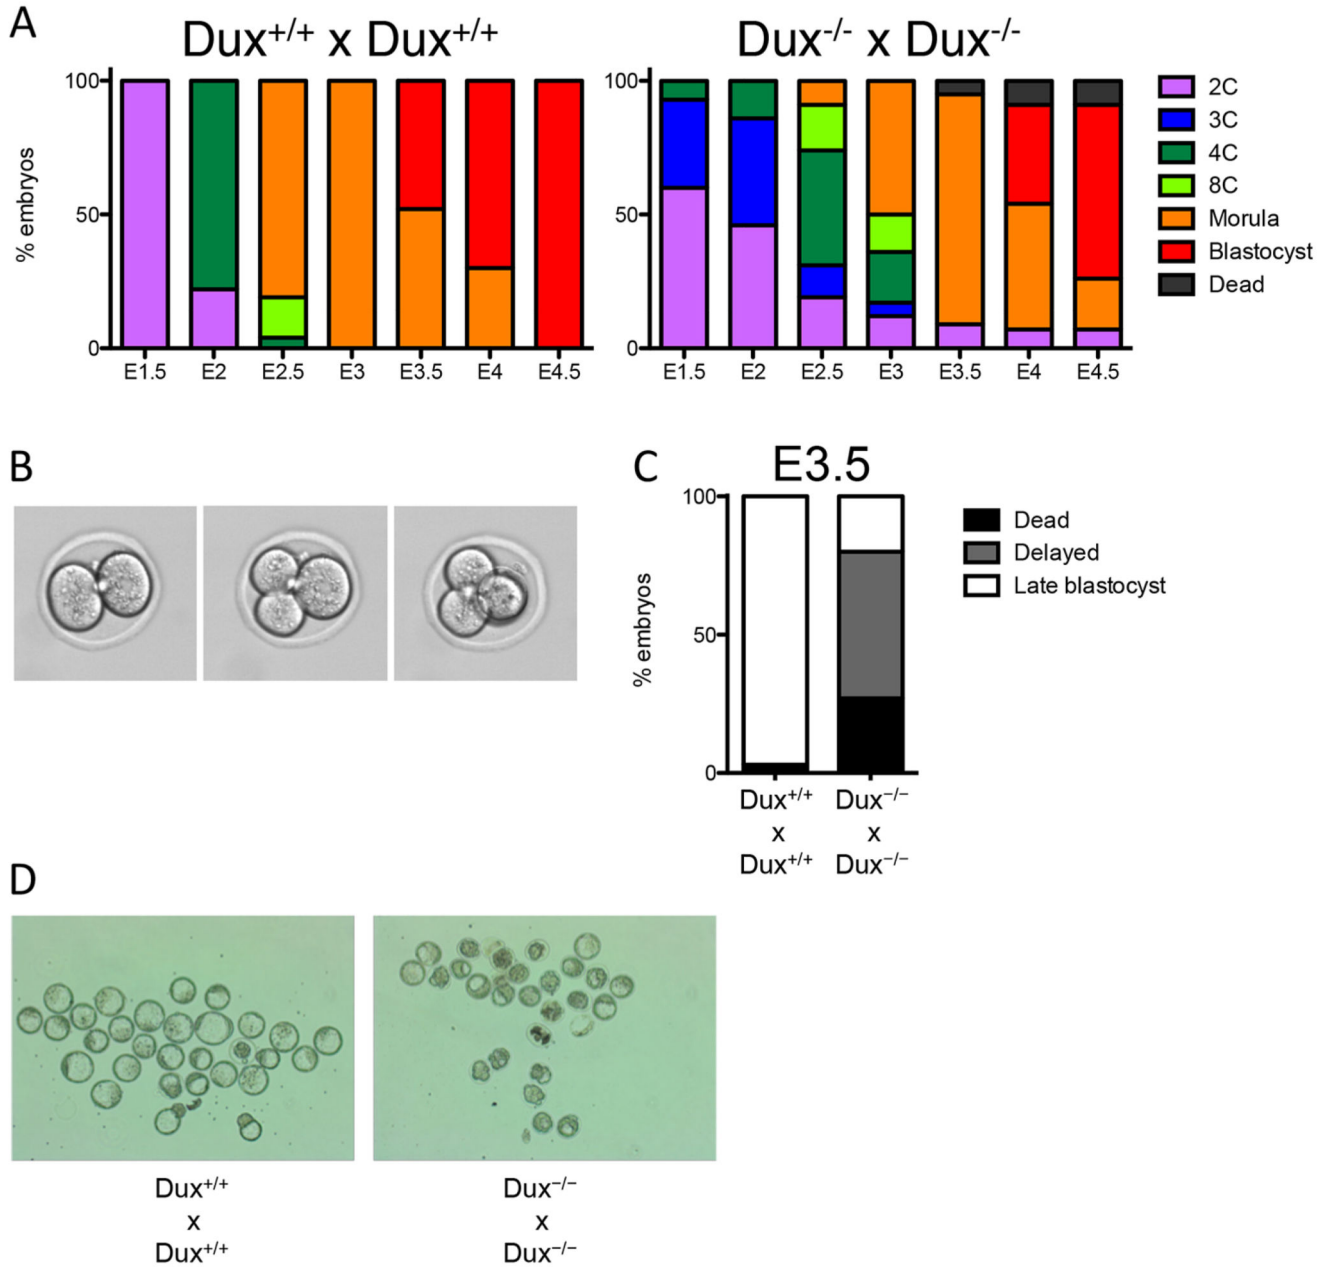 A
Dux+/+ x Dux+/+
Dux-/- x Dux-/-
% embryos
100
50
0
E1.5 E2 E2.5 E3 E3.5 E4 E4.5
100
50
0
E1.5 E2 E2.5 E3 E3.5 E4 E4.5
2C
3C
4C
8C
Morula
Blastocyst
Dead
B
C
E3.5
% embryos
100
50
0
Dux+/+
x
Dux+/+
Dux−/−
x
Dux−/−
Dead
Delayed
Late blastocyst
D
Dux+/+
x
Dux+/+
Dux−/−
x
Dux−/−